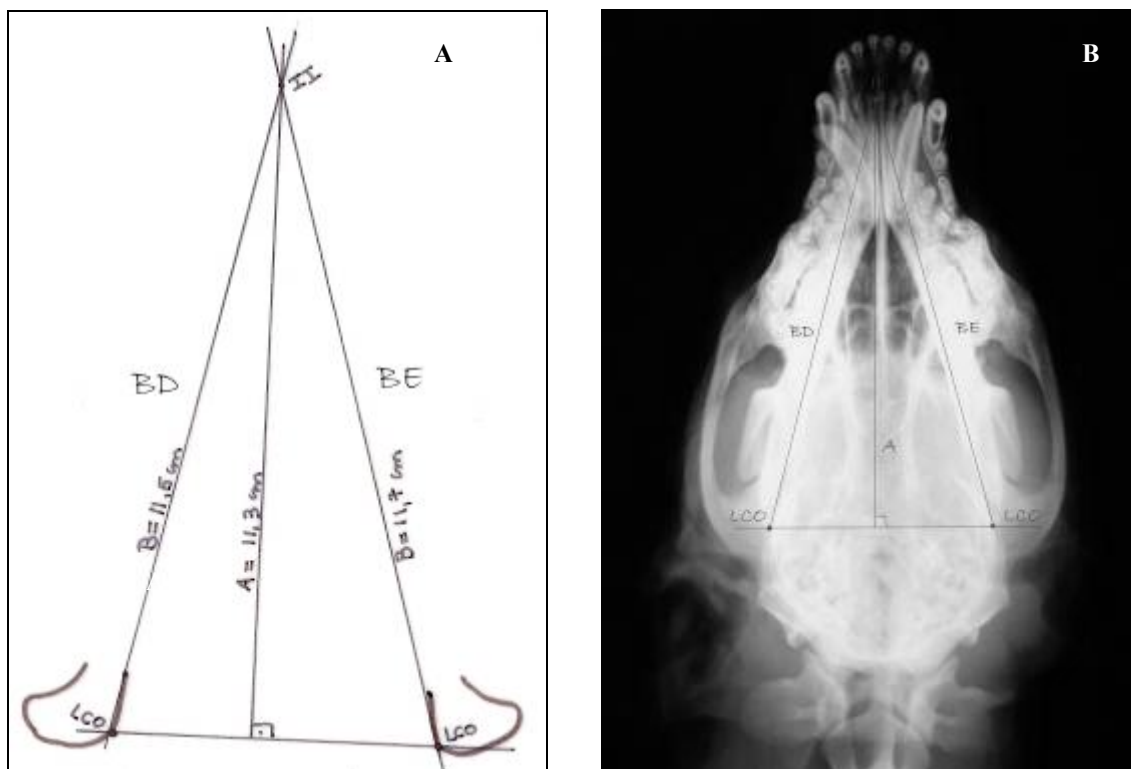 A
II
BD
BE
B = 11,5 cm
A = 11,3 cm
B = 11,7 cm
LCO
LCO
B
BD
BE
A
LCO
LCO